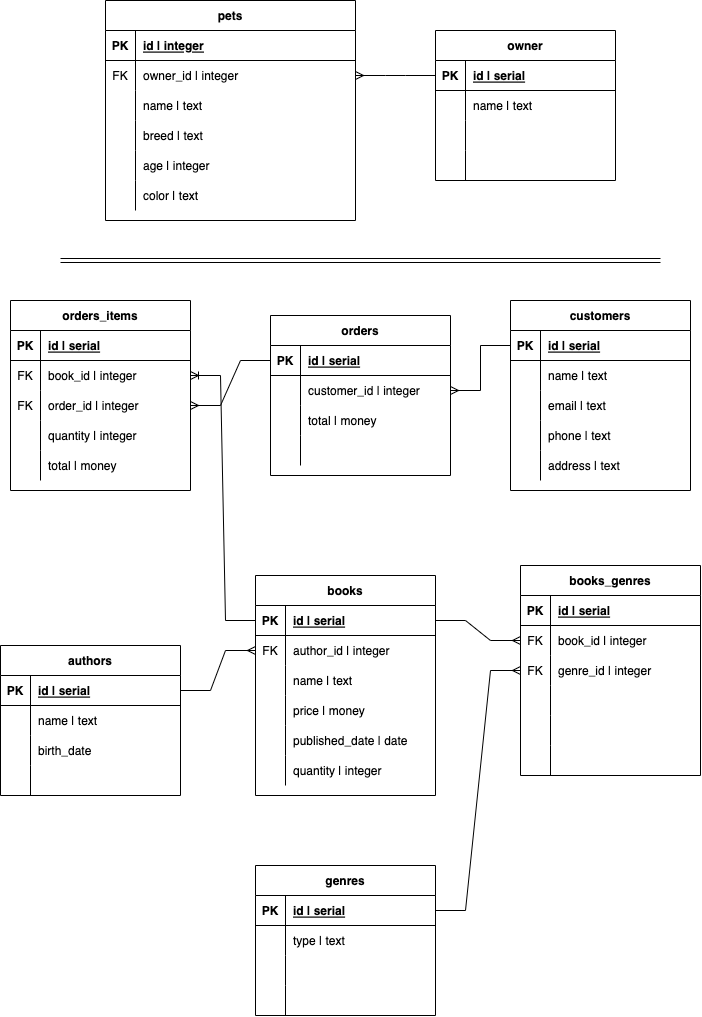 pets
PK id | integer
FK owner_id | integer
name | text
breed | text
age | integer
color | text
owner
PK id | serial
name | text
orders_items
PK id | serial
FK book_id | integer
FK order_id | integer
quantity | integer
total | money
orders
PK id | serial
customer_id | integer
total | money
customers
PK id | serial
name | text
email | text
phone | text
address | text
authors
PK id | serial
name | text
birth_date
books
PK id | serial
FK author_id | integer
name | text
price | money
published_date | date
quantity | integer
books_genres
PK id | serial
FK book_id | integer
FK genre_id | integer
genres
PK id | serial
type | text